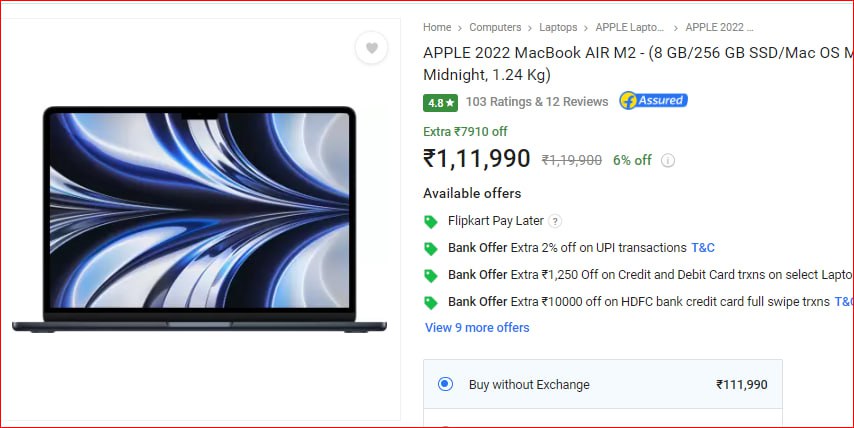 Home > Computers > Laptops > APPLE Lapto... > APPLE 2022 ...
APPLE 2022 MacBook AIR M2 - (8 GB/256 GB SSD/Mac OS M
Midnight, 1.24 Kg)
4.8★ 103 Ratings & 12 Reviews Assured
Extra ₹7910 off
₹1,11,990 ₹1,19,900 6% off i
Available offers
Flipkart Pay Later ?
Bank Offer Extra 2% off on UPI transactions T&C
Bank Offer Extra ₹1,250 Off on Credit and Debit Card trxns on select Lapto
Bank Offer Extra ₹10000 off on HDFC bank credit card full swipe trxns T&C
View 9 more offers
Buy without Exchange ₹111,990